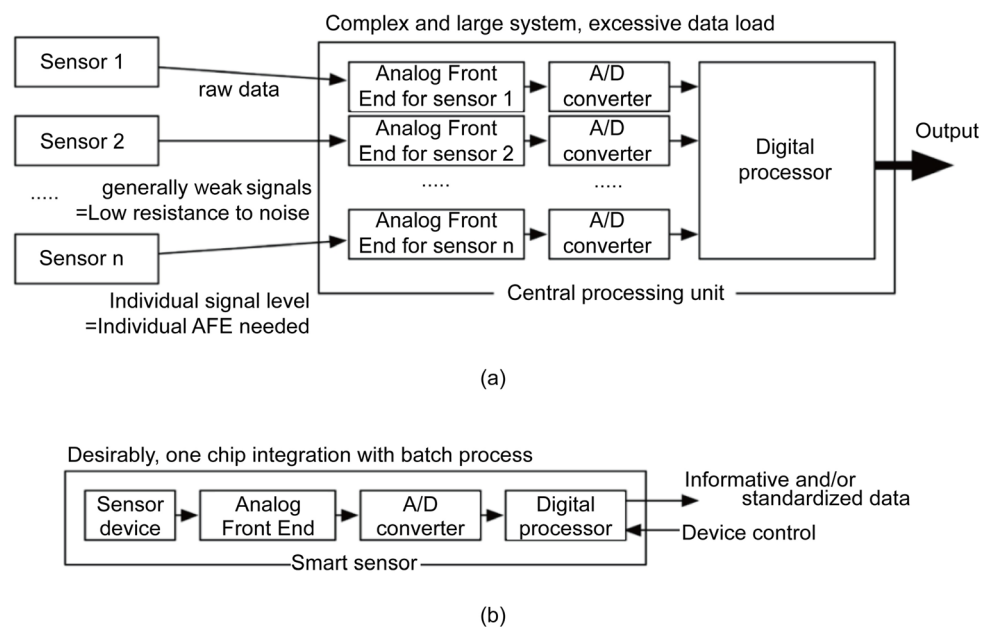 Complex and large system, excessive data load
Sensor 1
raw data
Analog Front
End for sensor 1
A/D
converter
Sensor 2
Analog Front
End for sensor 2
A/D
converter
Digital
processor
Output
.....
generally weak signals
=Low resistance to noise
.....
.....
Sensor n
Analog Front
End for sensor n
A/D
converter
Individual signal level
=Individual AFE needed
Central processing unit
(a)
Desirably, one chip integration with batch process
Sensor
device
Analog
Front End
A/D
converter
Digital
processor
Informative and/or
standardized data
Device control
Smart sensor
(b)